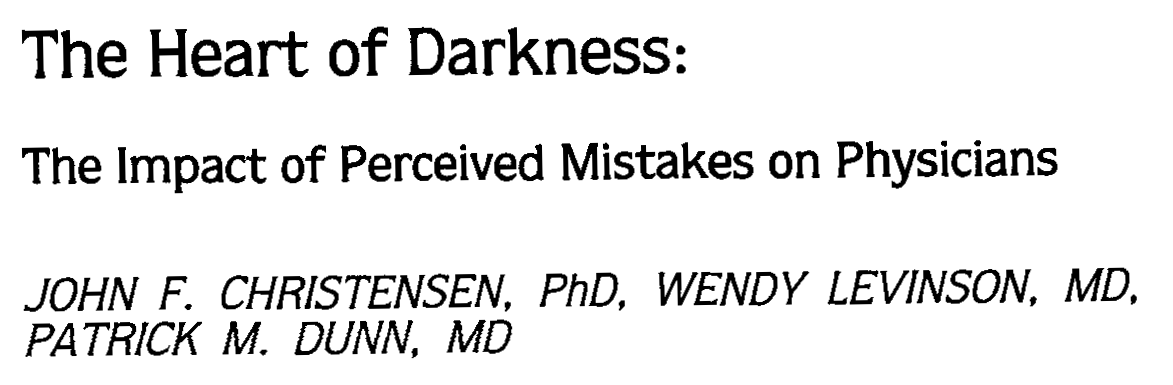 The Heart of Darkness:
The Impact of Perceived Mistakes on Physicians
JOHN F. CHRISTENSEN, PhD, WENDY LEVINSON, MD,
PATRICK M. DUNN, MD